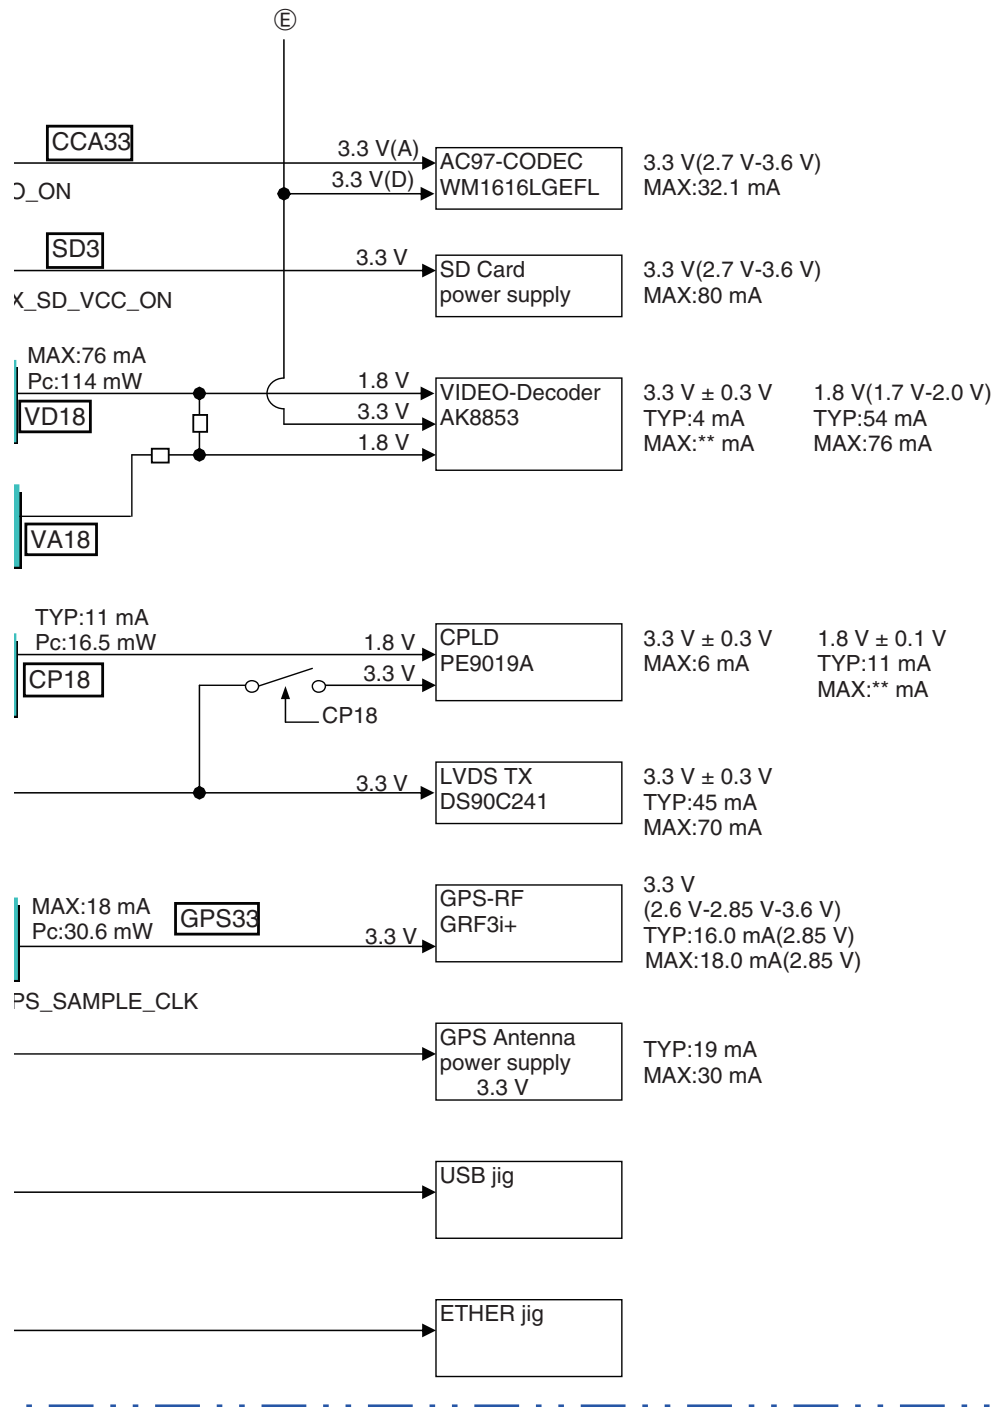 E
CCA33
3.3 V(A)
3.3 V(D)
AC97-CODEC
WM1616LGEFL
3.3 V(2.7 V-3.6 V)
MAX:32.1 mA
O_ON
SD3
3.3 V
SD Card
power supply
3.3 V(2.7 V-3.6 V)
MAX:80 mA
X_SD_VCC_ON
MAX:76 mA
Pc:114 mW
VD18
1.8 V
3.3 V
1.8 V
VIDEO-Decoder
AK8853
3.3 V ± 0.3 V
TYP:4 mA
MAX:** mA
1.8 V(1.7 V-2.0 V)
TYP:54 mA
MAX:76 mA
VA18
TYP:11 mA
Pc:16.5 mW
CP18
1.8 V
3.3 V
CP18
CPLD
PE9019A
3.3 V ± 0.3 V
MAX:6 mA
1.8 V ± 0.1 V
TYP:11 mA
MAX:** mA
3.3 V
LVDS TX
DS90C241
3.3 V ± 0.3 V
TYP:45 mA
MAX:70 mA
MAX:18 mA
Pc:30.6 mW
GPS33
3.3 V
GPS-RF
GRF3i+
3.3 V
(2.6 V-2.85 V-3.6 V)
TYP:16.0 mA(2.85 V)
MAX:18.0 mA(2.85 V)
PS_SAMPLE_CLK
GPS Antenna
power supply
3.3 V
TYP:19 mA
MAX:30 mA
USB jig
ETHER jig